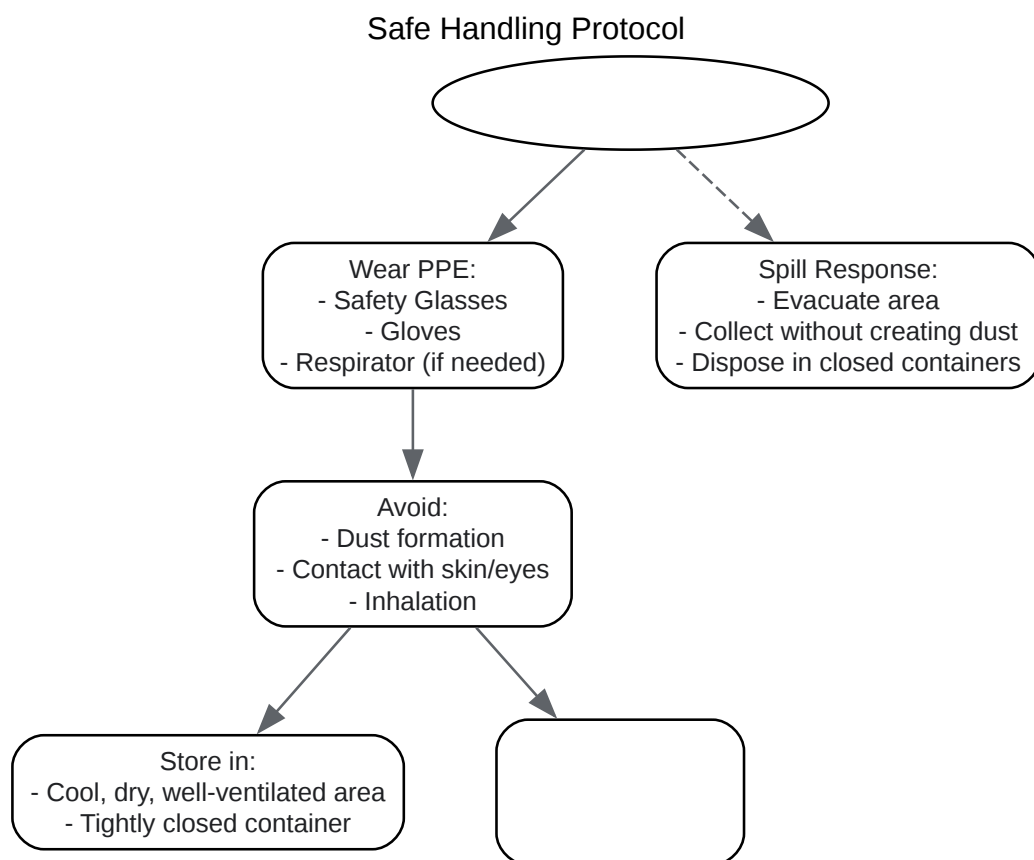 Safe Handling Protocol
Wear PPE:
- Safety Glasses
- Gloves
- Respirator (if needed)
Spill Response:
- Evacuate area
- Collect without creating dust
- Dispose in closed containers
Avoid:
- Dust formation
- Contact with skin/eyes
- Inhalation
Store in:
- Cool, dry, well-ventilated area
- Tightly closed container